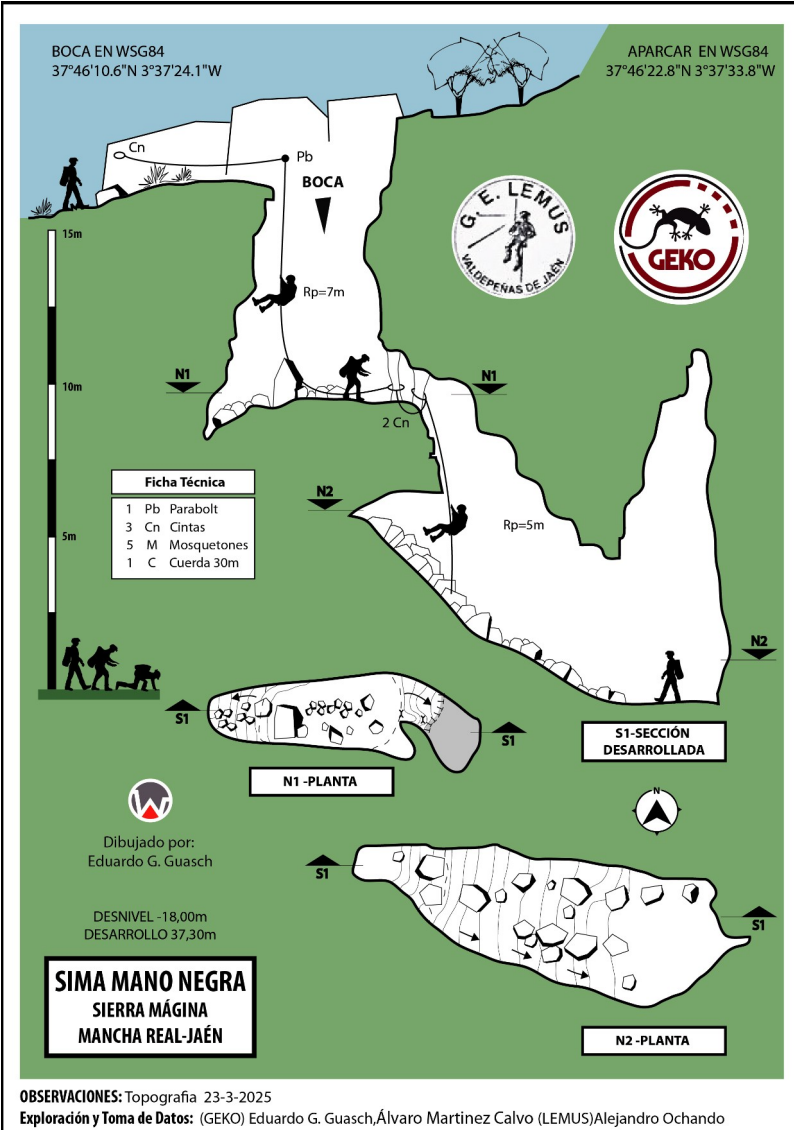 BOCA EN WSG84
37°46'10.6"N 3°37'24.1"W
APARCAR EN WSG84
37°46'22.8"N 3°37'33.8"W
Cn
Pb
BOCA
G. E. LEMUS
VALDEPEÑAS DE JAÉN
GEKO
15m
Rp=7m
N1
10m
N1
2 Cn
Ficha Técnica
1 Pb Parabolt
3 Cn Cintas
5 M Mosquetones
1 C Cuerda 30m
N2
Rp=5m
5m
N2
S1
S1
S1-SECCIÓN
DESARROLLADA
N1 -PLANTA
N
Dibujado por:
Eduardo G. Guasch
S1
S1
DESNIVEL -18,00m
DESARROLLO 37,30m
SIMA MANO NEGRA
SIERRA MÁGINA
MANCHA REAL-JAÉN
N2 -PLANTA
OBSERVACIONES: Topografia 23-3-2025
Exploración y Toma de Datos: (GEKO) Eduardo G. Guasch,Álvaro Martinez Calvo (LEMUS)Alejandro Ochando